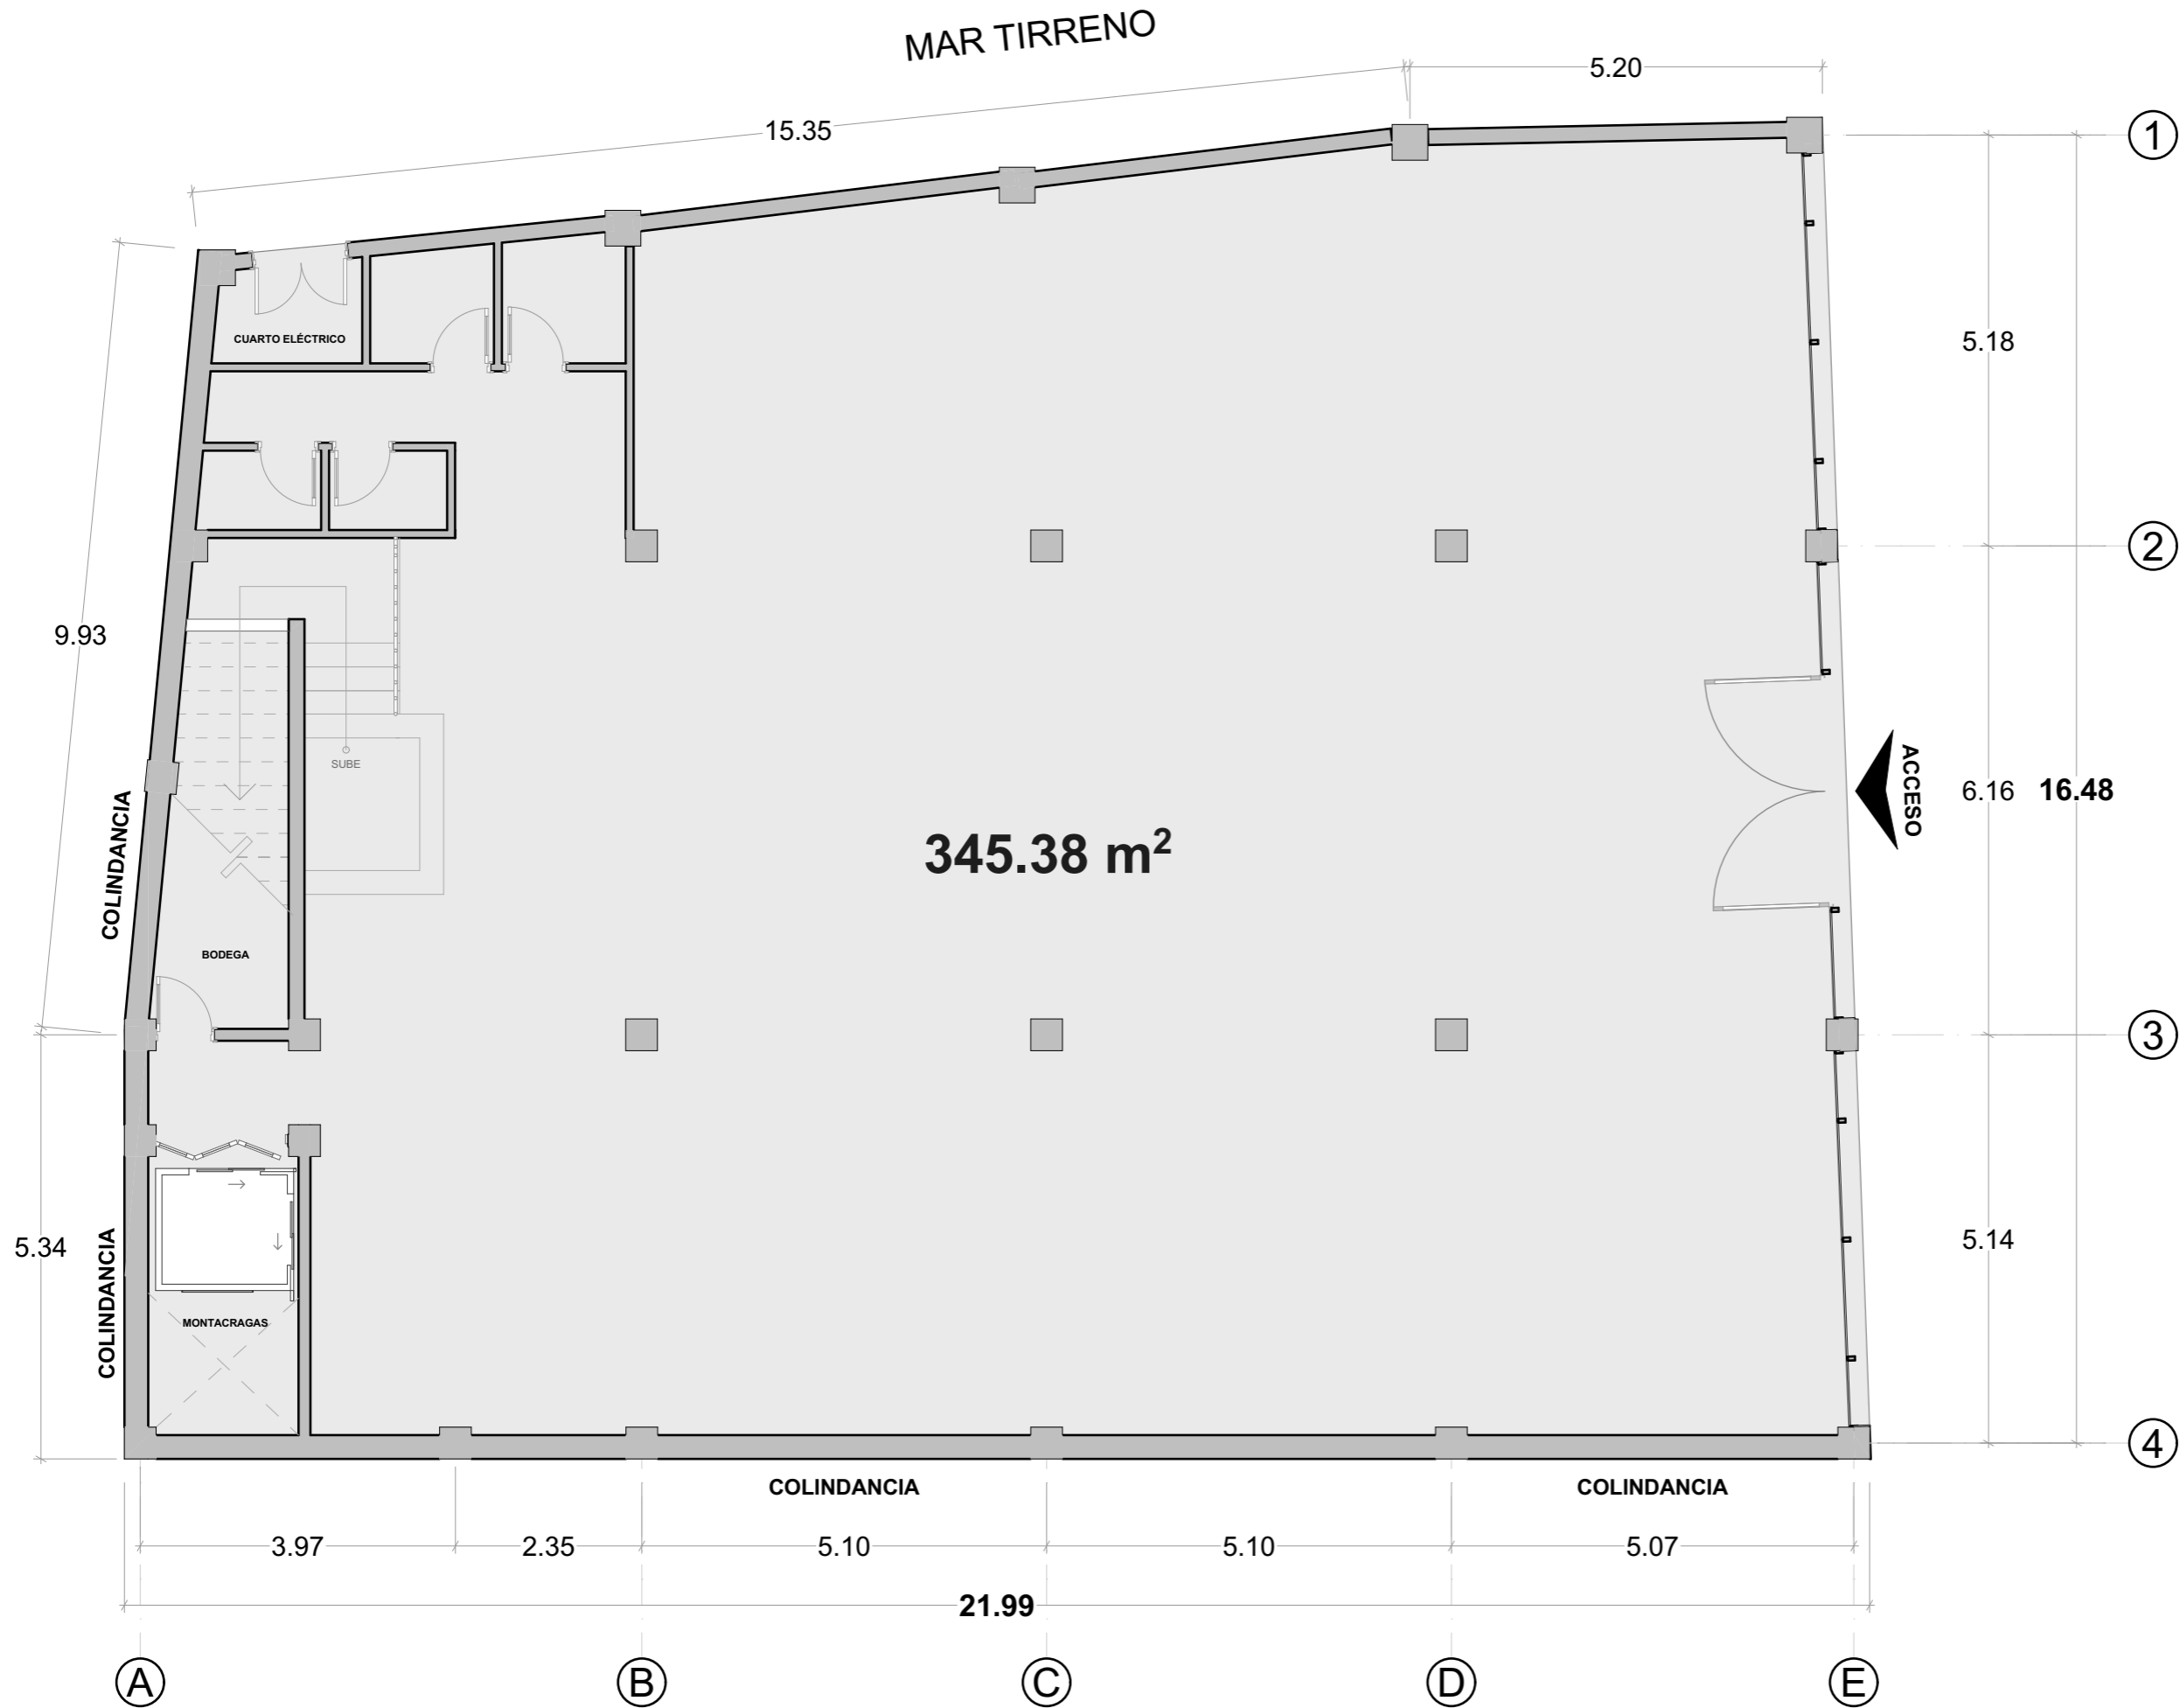 MAR TIRRENO
5.20
15.35
1
CUARTO ELÉCTRICO
5.18
2
9.93
SUBE
ACCESO
6.16
16.48
COLINDANCIA
345.38 m²
BODEGA
3
5.34
COLINDANCIA
5.14
MONTACRAGAS
4
COLINDANCIA
COLINDANCIA
3.97
2.35
5.10
5.10
5.07
21.99
A
B
C
D
E